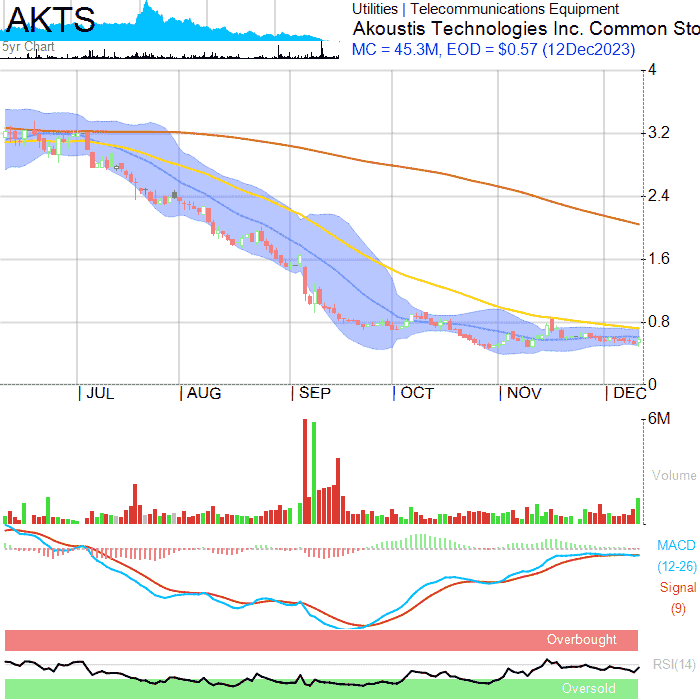 AKTS
5yr Chart
Utilities | Telecommunications Equipment
Akoustis Technologies Inc. Common Sto
MC = 45.3M, EOD = $0.57 (12Dec2023)
4
3.2
2.4
1.6
0.8
0
JUL AUG SEP OCT NOV DEC
6M
Volume
MACD
(12-26)
Signal
(9)
Overbought
RSI(14)
Oversold